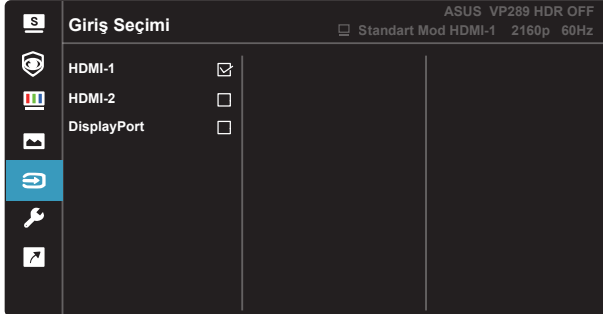 S
Giriş Seçimi
ASUS VP289 HDR OFF
Standart Mod HDMI-1 2160p 60Hz
HDMI-1
HDMI-2
DisplayPort